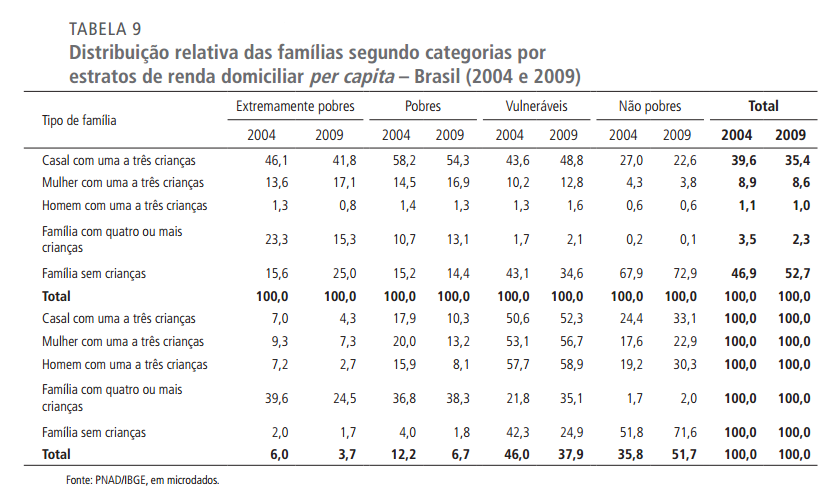 TABELA 9
Distribuição relativa das famílias segundo categorias por
estratos de renda domiciliar per capita – Brasil (2004 e 2009)
Tipo de família Extremamente pobres Pobres Vulneráveis Não pobres Total
2004 2009 2004 2009 2004 2009 2004 2009 2004 2009
Casal com uma a três crianças 46,1 41,8 58,2 54,3 43,6 48,8 27,0 22,6 39,6 35,4
Mulher com uma a três crianças 13,6 17,1 14,5 16,9 10,2 12,8 4,3 3,8 8,9 8,6
Homem com uma a três crianças 1,3 0,8 1,4 1,3 1,3 1,6 0,6 0,6 1,1 1,0
Família com quatro ou mais
crianças 23,3 15,3 10,7 13,1 1,7 2,1 0,2 0,1 3,5 2,3
Família sem crianças 15,6 25,0 15,2 14,4 43,1 34,6 67,9 72,9 46,9 52,7
Total 100,0 100,0 100,0 100,0 100,0 100,0 100,0 100,0 100,0 100,0
Casal com uma a três crianças 7,0 4,3 17,9 10,3 50,6 52,3 24,4 33,1 100,0 100,0
Mulher com uma a três crianças 9,3 7,3 20,0 13,2 53,1 56,7 17,6 22,9 100,0 100,0
Homem com uma a três crianças 7,2 2,7 15,9 8,1 57,7 58,9 19,2 30,3 100,0 100,0
Família com quatro ou mais
crianças 39,6 24,5 36,8 38,3 21,8 35,1 1,7 2,0 100,0 100,0
Família sem crianças 2,0 1,7 4,0 1,8 42,3 24,9 51,8 71,6 100,0 100,0
Total 6,0 3,7 12,2 6,7 46,0 37,9 35,8 51,7 100,0 100,0
Fonte: PNAD/IBGE, em microdados.